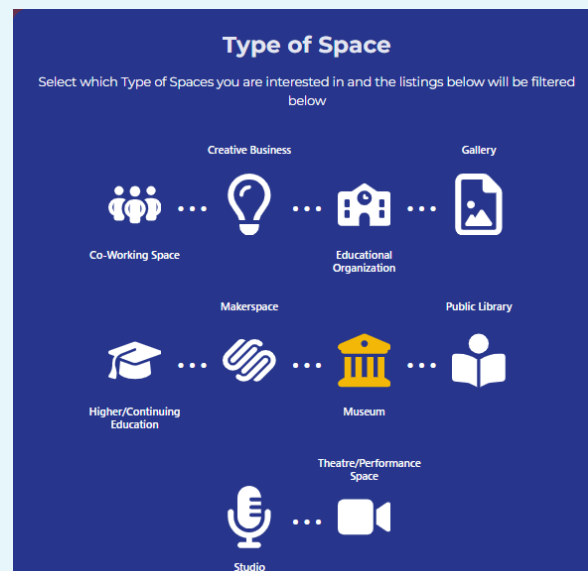 Type of Space
Select which Type of Spaces you are interested in and the listings below will be filtered
below
Creative Business
Gallery
Co-Working Space
Educational
Organization
Makerspace
Public Library
Higher/Continuing
Education
Museum
Theatre/Performance
Space
Studio